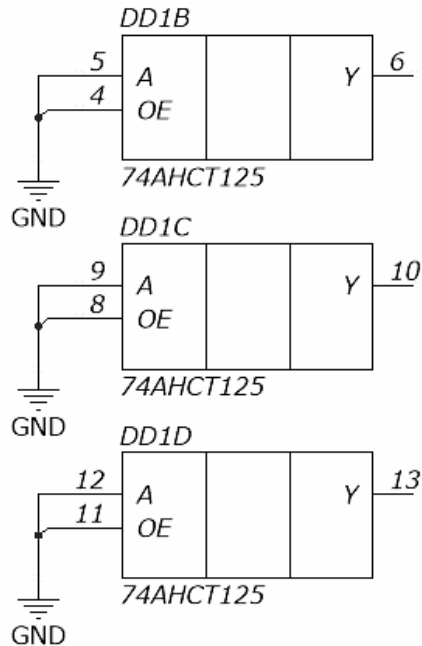 DD1B
5 A Y 6
4 OE
74AHCT125
GND
DD1C
9 A Y 10
8 OE
74AHCT125
GND
DD1D
12 A Y 13
11 OE
74AHCT125
GND